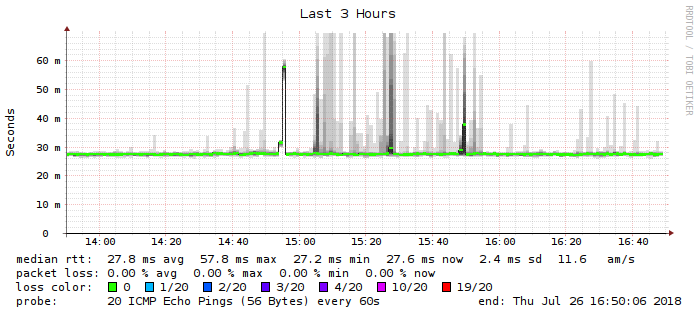 Last 3 Hours
RRDTOOL / TOBI OETIKER
Seconds
60 m
50 m
40 m
30 m
20 m
10 m
0
14:00 14:20 14:40 15:00 15:20 15:40 16:00 16:20 16:40
median rtt: 27.8 ms avg 57.8 ms max 27.2 ms min 27.6 ms now 2.4 ms sd 11.6 am/s
packet loss: 0.00 % avg 0.00 % max 0.00 % min 0.00 % now
loss color: 0 1/20 2/20 3/20 4/20 10/20 19/20
probe: 20 ICMP Echo Pings (56 Bytes) every 60s end: Thu Jul 26 16:50:06 2018